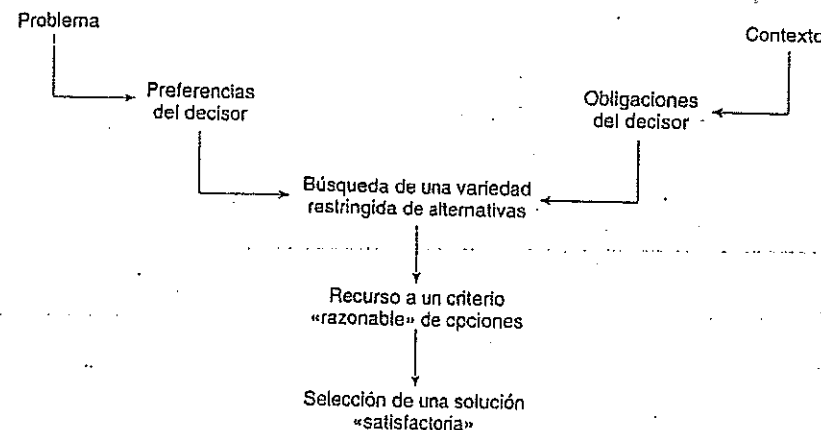 Problema
Contexto
Preferencias
del decisor
Obligaciones
del decisor
Búsqueda de una variedad
restringida de alternativas
Recurso a un criterio
«razonable» de opciones
Selección de una solución
«satisfactoria»